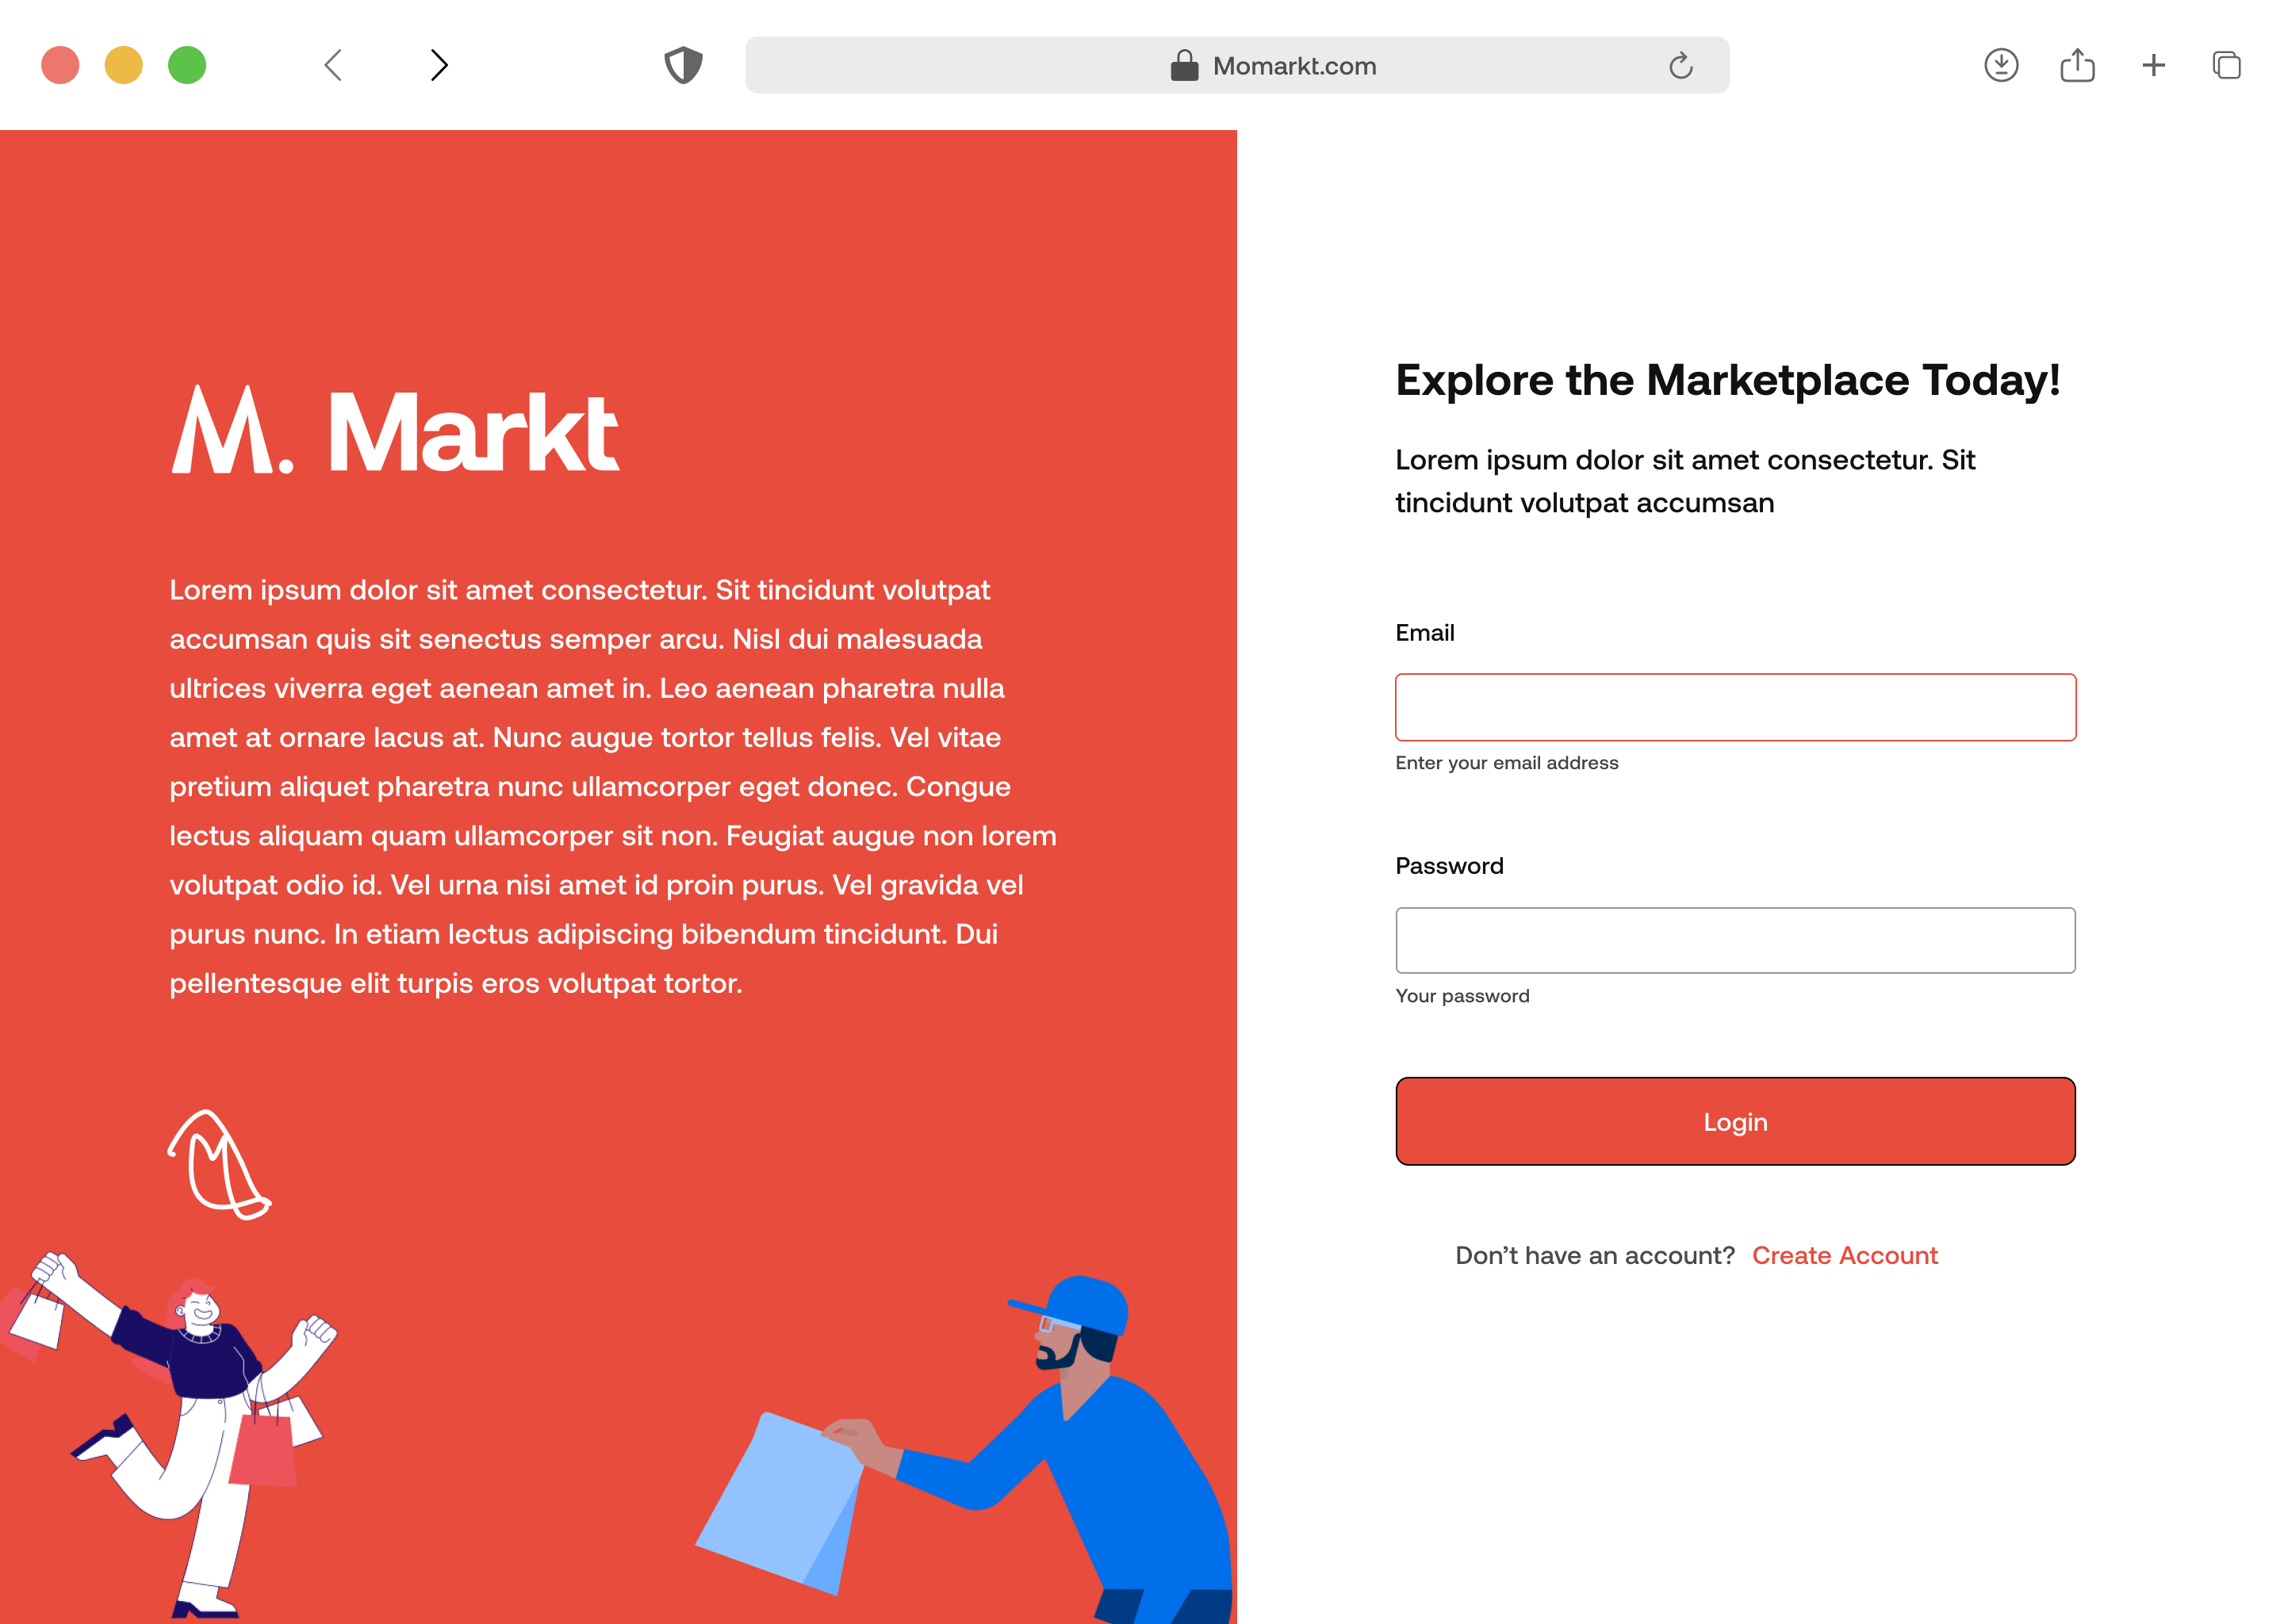 Momarkt.com
M. Markt
Lorem ipsum dolor sit amet consectetur. Sit tincidunt volutpat
accumsan quis sit senectus semper arcu. Nisl dui malesuada
ultrices viverra eget aenean amet in. Leo aenean pharetra nulla
amet at ornare lacus at. Nunc augue tortor tellus felis. Vel vitae
pretium aliquet pharetra nunc ullamcorper eget donec. Congue
lectus aliquam quam ullamcorper sit non. Feugiat augue non lorem
volutpat odio id. Vel urna nisi amet id proin purus. Vel gravida vel
purus nunc. In etiam lectus adipiscing bibendum tincidunt. Dui
pellentesque elit turpis eros volutpat tortor.
Explore the Marketplace Today!
Lorem ipsum dolor sit amet consectetur. Sit
tincidunt volutpat accumsan
Email
Enter your email address
Password
Your password
Login
Don’t have an account? Create Account